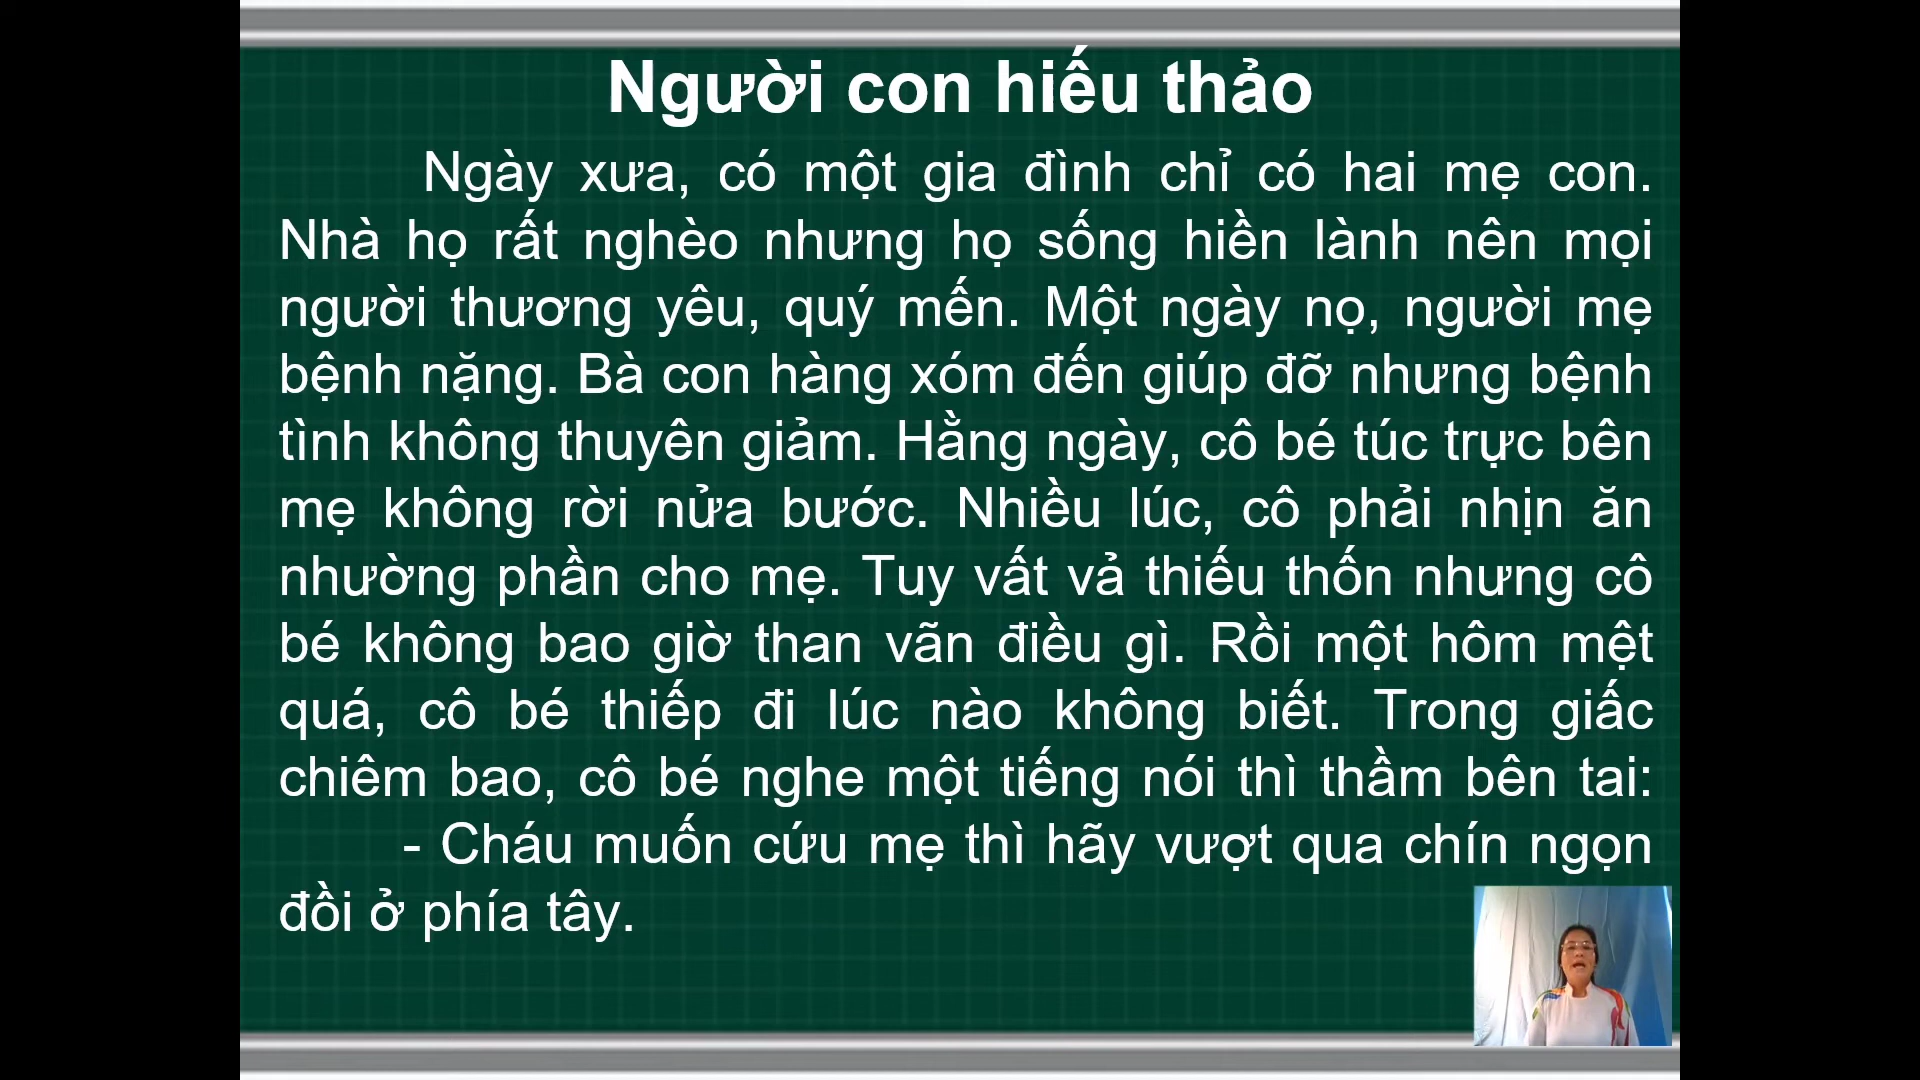 Người con hiếu thảo
Ngày xưa, có một gia đình chỉ có hai mẹ con.
Nhà họ rất nghèo nhưng họ sống hiền lành nên mọi
người thương yêu, quý mến. Một ngày nọ, người mẹ
bệnh nặng. Bà con hàng xóm đến giúp đỡ nhưng bệnh
tình không thuyên giảm. Hằng ngày, cô bé túc trực bên
mẹ không rời nửa bước. Nhiều lúc, cô phải nhịn ăn
nhường phần cho mẹ. Tuy vất vả thiếu thốn nhưng cô
bé không bao giờ than vãn điều gì. Rồi một hôm mệt
quá, cô bé thiếp đi lúc nào không biết. Trong giấc
chiêm bao, cô bé nghe một tiếng nói thì thầm bên tai:
- Cháu muốn cứu mẹ thì hãy vượt qua chín ngọn
đồi ở phía tây.